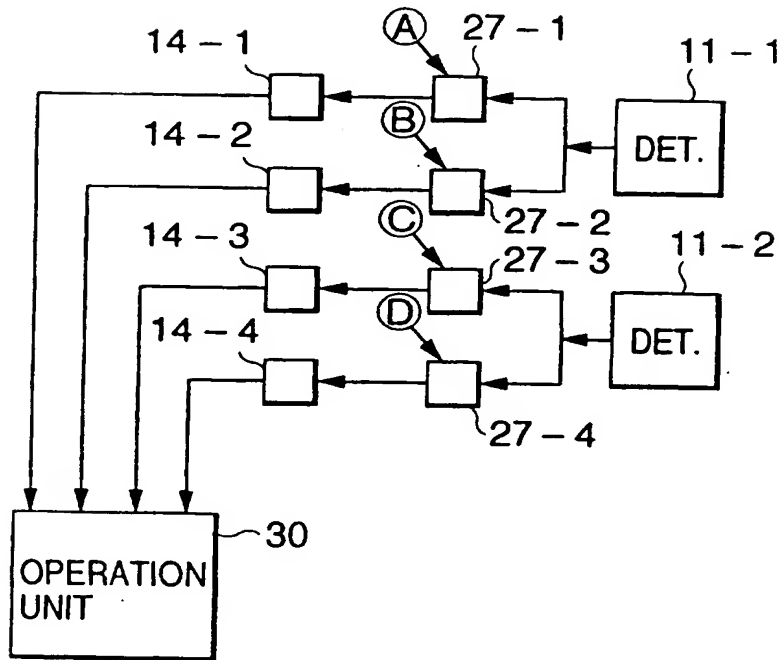 A
27-1
14-1
11-1
DET.
B
14-2
27-2
C
14-3
27-3
11-2
DET.
D
14-4
27-4
30
OPERATION
UNIT